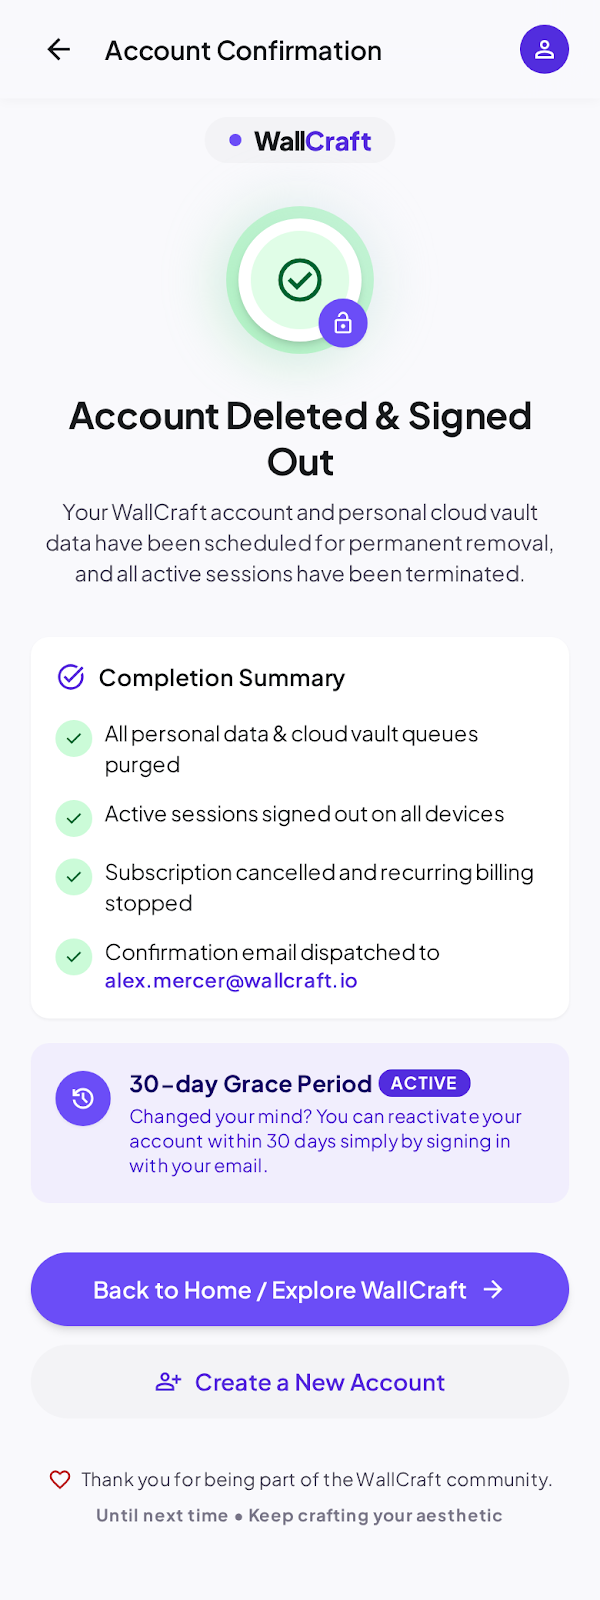 Account Confirmation
WallCraft
Account Deleted & Signed
Out
Your WallCraft account and personal cloud vault
data have been scheduled for permanent removal,
and all active sessions have been terminated.
Completion Summary
All personal data & cloud vault queues
purged
Active sessions signed out on all devices
Subscription cancelled and recurring billing
stopped
Confirmation email dispatched to
alex.mercer@wallcraft.io
30-day Grace Period ACTIVE
Changed your mind? You can reactivate your
account within 30 days simply by signing in
with your email.
Back to Home / Explore WallCraft
Create a New Account
Thank you for being part of the WallCraft community.
Until next time • Keep crafting your aesthetic